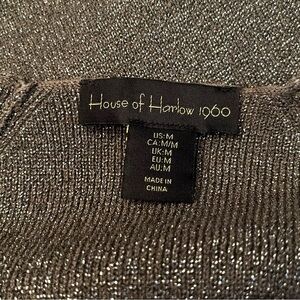 House of Harlow 1960
US:M
CA:M/M
UK:M
EU:M
AU:M
MADE IN
CHINA